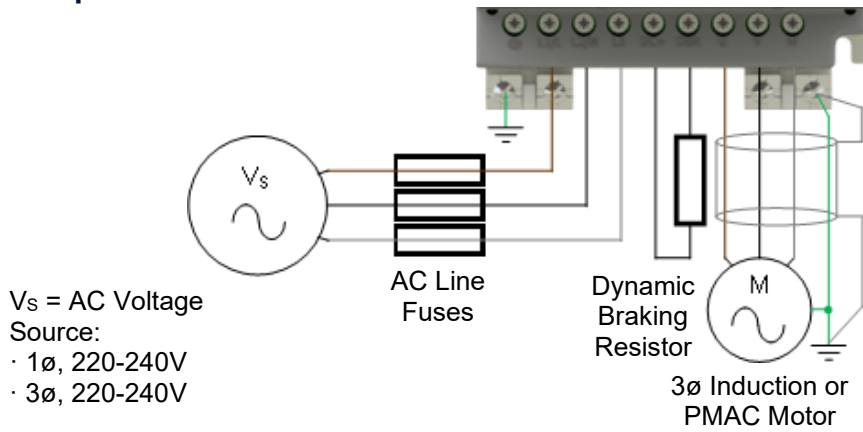 Vs
AC Line
Fuses
Dynamic
Braking
Resistor
M
Vs = AC Voltage
Source:
· 1ø, 220-240V
· 3ø, 220-240V
3ø Induction or
PMAC Motor